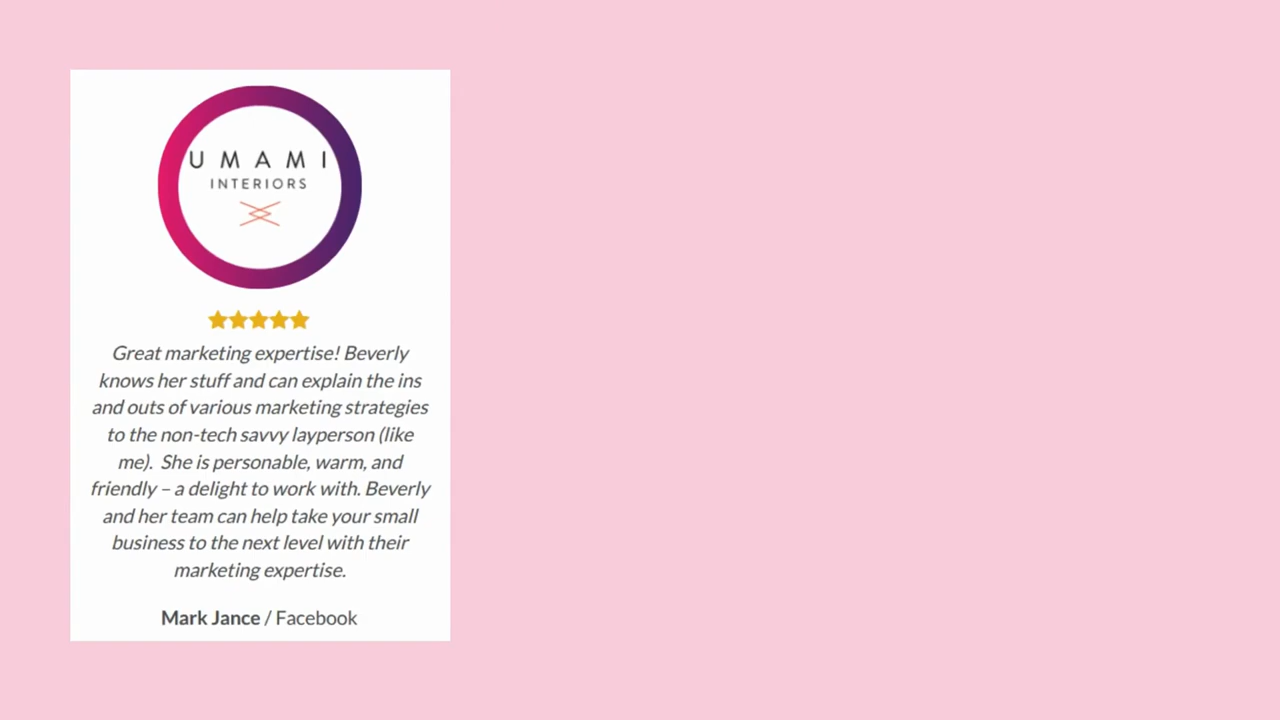 UMAMI
INTERIORS
Great marketing expertise! Beverly
knows her stuff and can explain the ins
and outs of various marketing strategies
to the non-tech savvy layperson (like
me).  She is personable, warm, and
friendly – a delight to work with. Beverly
and her team can help take your small
business to the next level with their
marketing expertise.
Mark Jance / Facebook